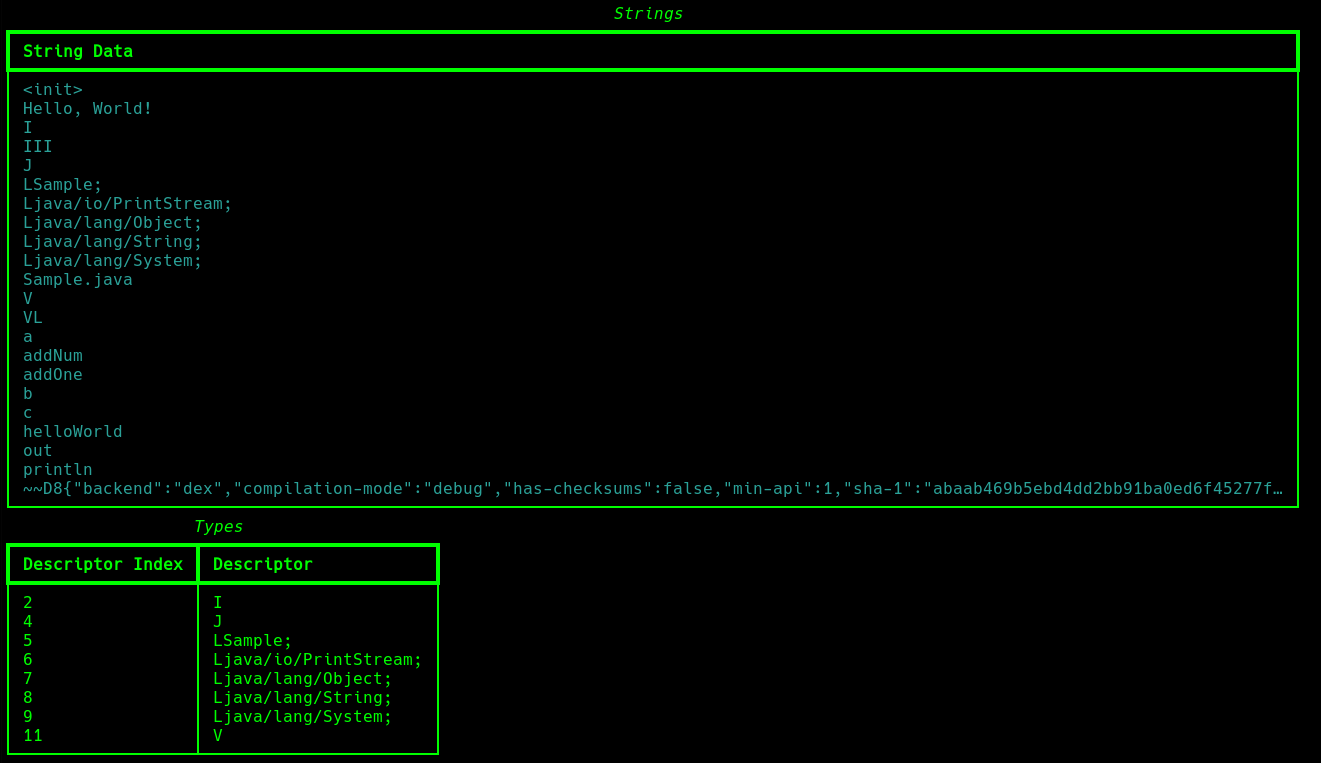 Strings
String Data
<init>
Hello, World!
I
III
J
LSample;
Ljava/io/PrintStream;
Ljava/lang/Object;
Ljava/lang/String;
Ljava/lang/System;
Sample.java
V
VL
a
addNum
addOne
b
c
helloWorld
out
println
~~D8{"backend":"dex","compilation-mode":"debug","has-checksums":false,"min-api":1,"sha-1":"abaab469b5ebd4dd2bb91ba0ed6f45277f…
Types
Descriptor Index Descriptor
2 I
4 J
5 LSample;
6 Ljava/io/PrintStream;
7 Ljava/lang/Object;
8 Ljava/lang/String;
9 Ljava/lang/System;
11 V